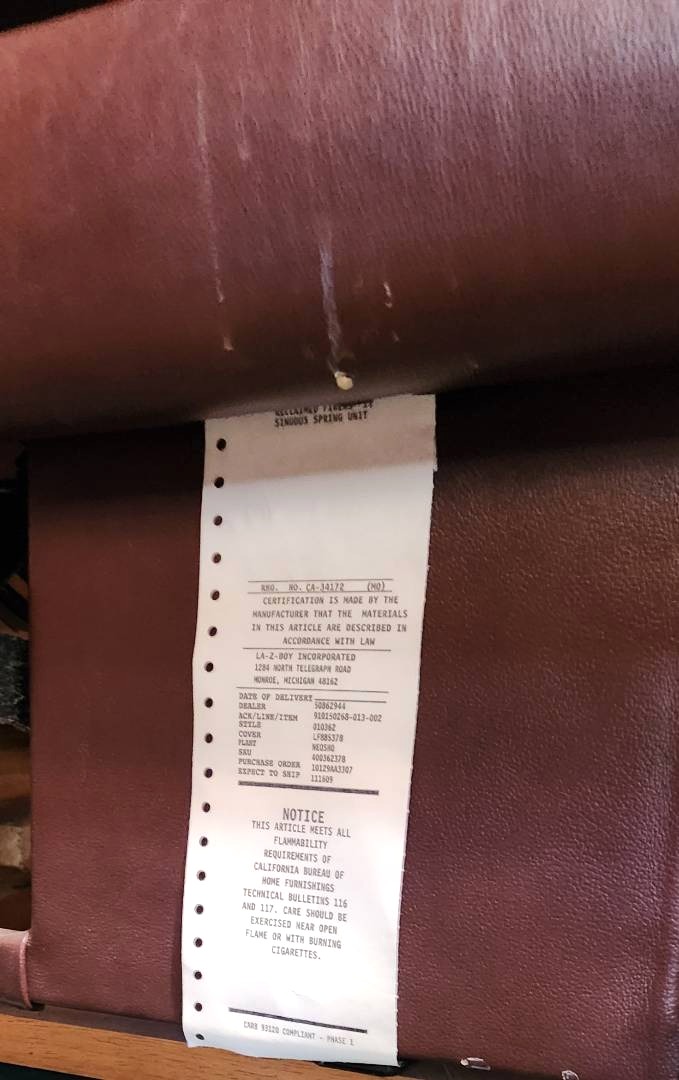 RECLAIMED FIBERS
SINUOUS SPRING UNIT
REG. NO. CA-34172 (MO)
CERTIFICATION IS MADE BY THE
MANUFACTURER THAT THE MATERIALS
IN THIS ARTICLE ARE DESCRIBED IN
ACCORDANCE WITH LAW
LA-Z-BOY INCORPORATED
1284 NORTH TELEGRAPH ROAD
MONROE, MICHIGAN 48162
DATE OF DELIVERY
DEALER 50862944
ACK/LINE/ITEM 910150268-013-002
STYLE 010362
COVER LF885378
PLANT NEOSHO
SKU 400362378
PURCHASE ORDER 10129AA3307
EXPECT TO SHIP 111609
NOTICE
THIS ARTICLE MEETS ALL
FLAMMABILITY
REQUIREMENTS OF
CALIFORNIA BUREAU OF
HOME FURNISHINGS
TECHNICAL BULLETINS 116
AND 117. CARE SHOULD BE
EXERCISED NEAR OPEN
FLAME OR WITH BURNING
CIGARETTES.
CARB 93120 COMPLIANT - PHASE 1